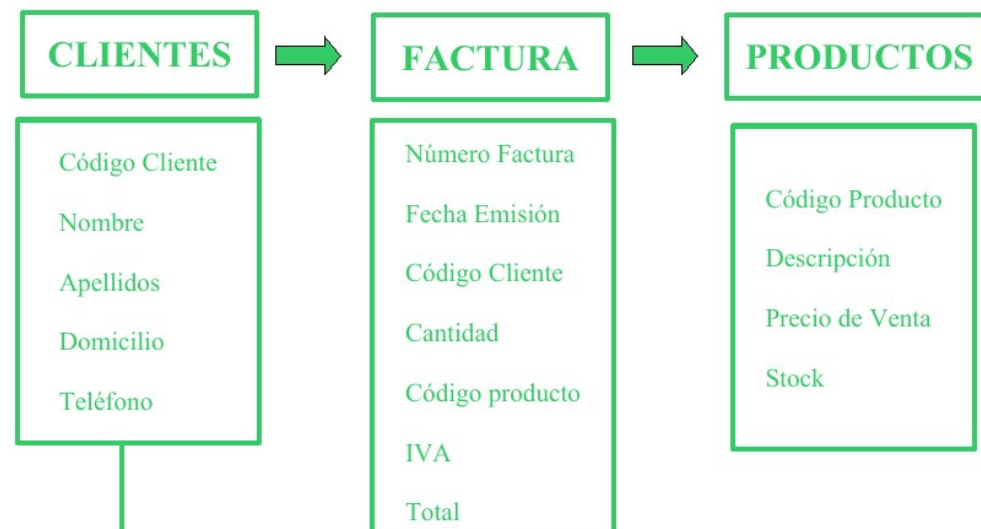 CLIENTES
FACTURA
PRODUCTOS
Código Cliente
Nombre
Apellidos
Domicilio
Teléfono
Número Factura
Fecha Emisión
Código Cliente
Cantidad
Código producto
IVA
Total
Código Producto
Descripción
Precio de Venta
Stock